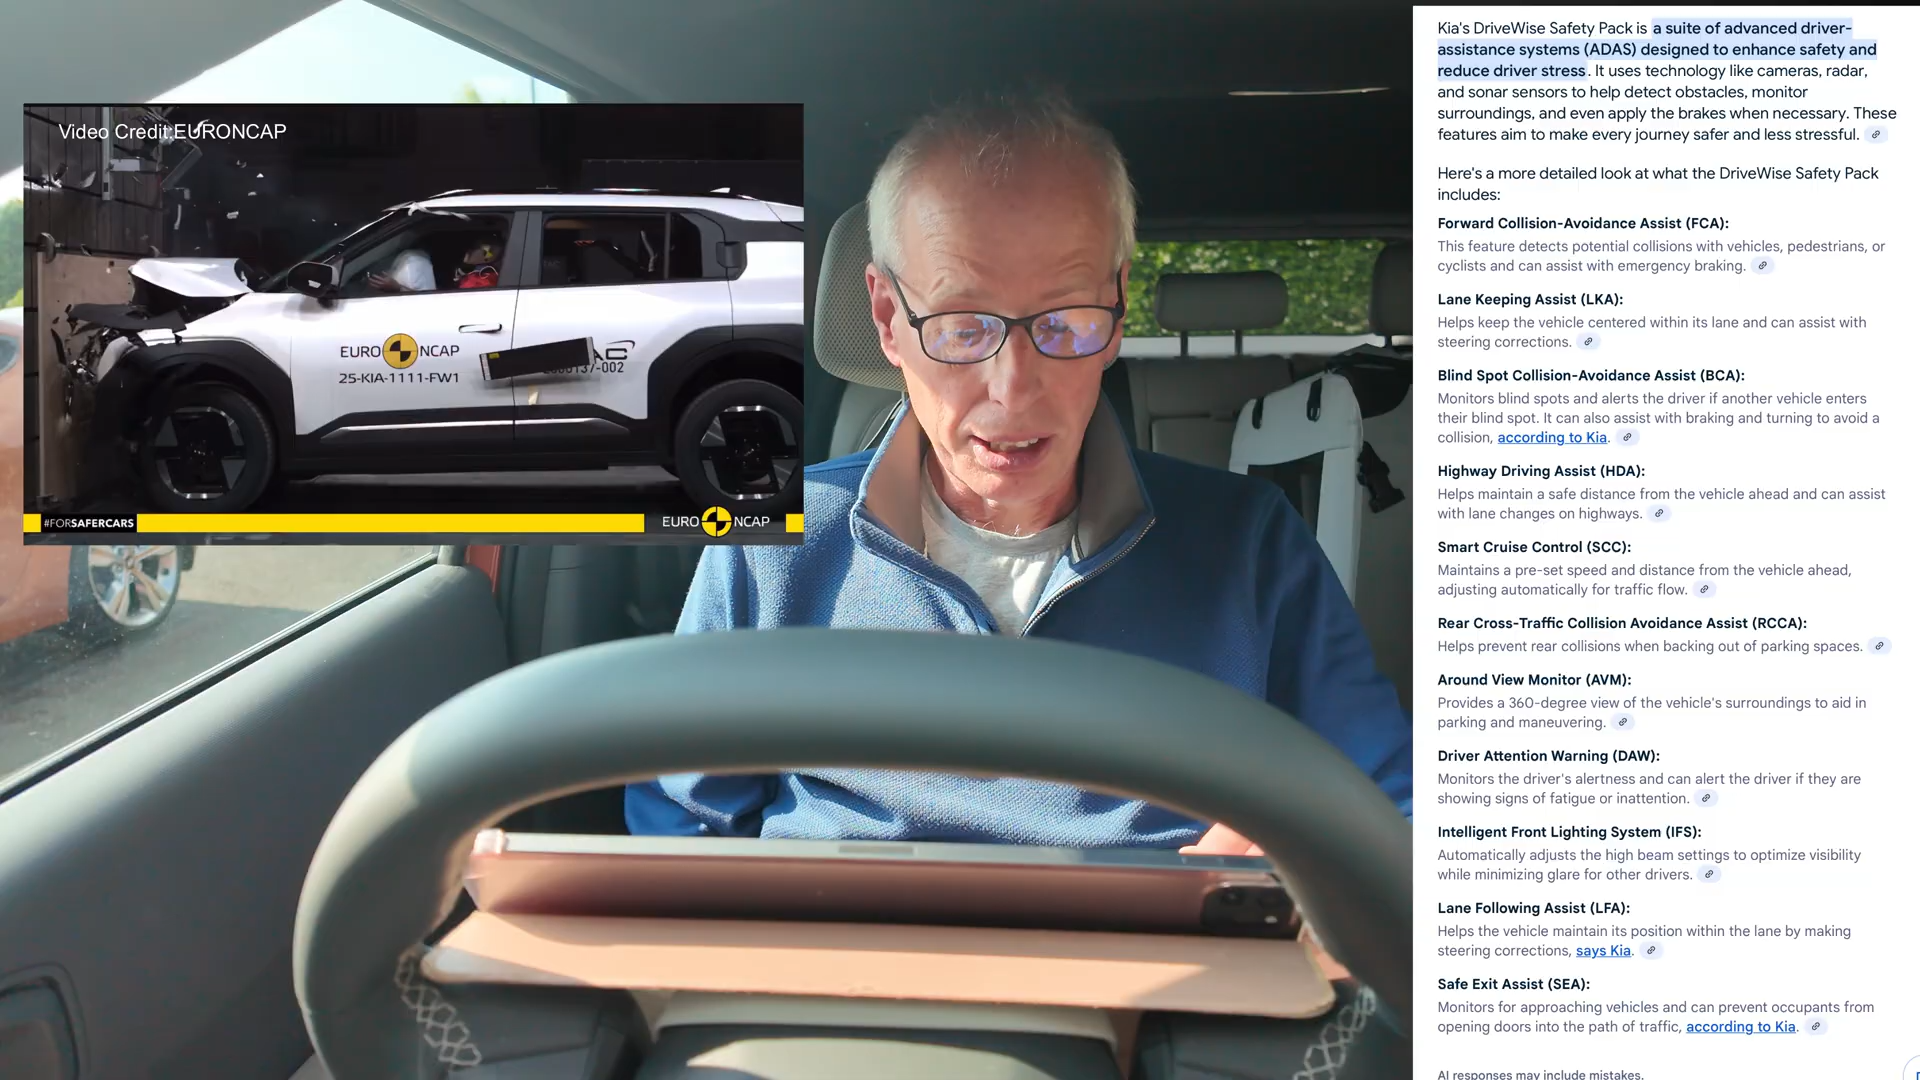 Video Credit:EURONCAP
EURO NCAP
25-KIA-1111-FW1
#FORSAFERCARS
EURO NCAP
Kia's DriveWise Safety Pack is a suite of advanced driver-
assistance systems (ADAS) designed to enhance safety and
reduce driver stress. It uses technology like cameras, radar,
and sonar sensors to help detect obstacles, monitor
surroundings, and even apply the brakes when necessary. These
features aim to make every journey safer and less stressful.
Here's a more detailed look at what the DriveWise Safety Pack
includes:
Forward Collision-Avoidance Assist (FCA):
This feature detects potential collisions with vehicles, pedestrians, or
cyclists and can assist with emergency braking.
Lane Keeping Assist (LKA):
Helps keep the vehicle centered within its lane and can assist with
steering corrections.
Blind Spot Collision-Avoidance Assist (BCA):
Monitors blind spots and alerts the driver if another vehicle enters
their blind spot. It can also assist with braking and turning to avoid a
collision, according to Kia.
Highway Driving Assist (HDA):
Helps maintain a safe distance from the vehicle ahead and can assist
with lane changes on highways.
Smart Cruise Control (SCC):
Maintains a pre-set speed and distance from the vehicle ahead,
adjusting automatically for traffic flow.
Rear Cross-Traffic Collision Avoidance Assist (RCCA):
Helps prevent rear collisions when backing out of parking spaces.
Around View Monitor (AVM):
Provides a 360-degree view of the vehicle's surroundings to aid in
parking and maneuvering.
Driver Attention Warning (DAW):
Monitors the driver's alertness and can alert the driver if they are
showing signs of fatigue or inattention.
Intelligent Front Lighting System (IFS):
Automatically adjusts the high beam settings to optimize visibility
while minimizing glare for other drivers.
Lane Following Assist (LFA):
Helps the vehicle maintain its position within the lane by making
steering corrections, says Kia.
Safe Exit Assist (SEA):
Monitors for approaching vehicles and can prevent occupants from
opening doors into the path of traffic, according to Kia.
AI responses may include mistakes.